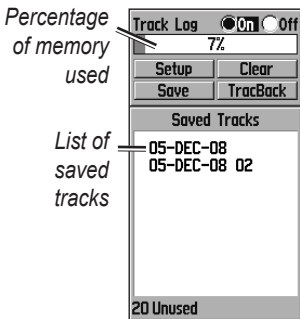 Percentage
of memory
used
Track Log On Off
7%
Setup Clear
Save TracBack
Saved Tracks
List of
saved
tracks
05-DEC-08
05-DEC-08 02
20 Unused